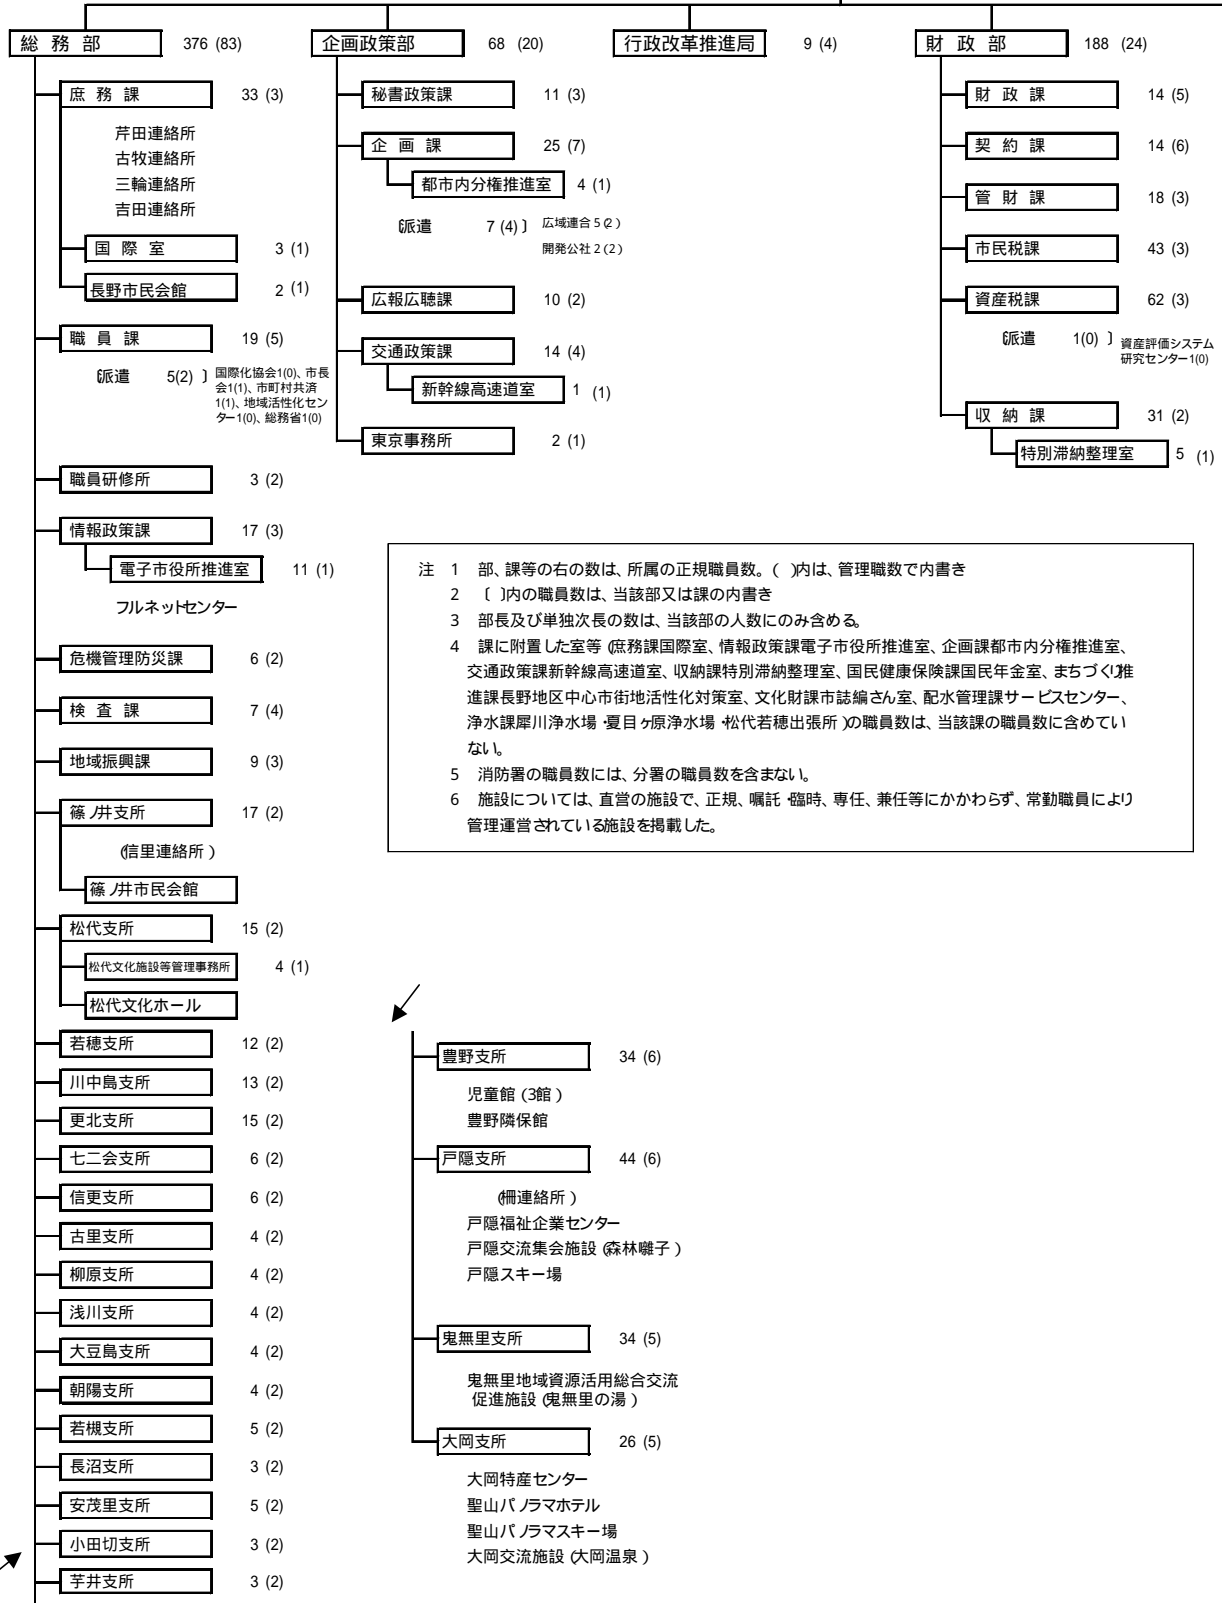 総務部 376 (83)
庶務課 33 (3)
芹田連絡所
古牧連絡所
三輪連絡所
吉田連絡所
国際室 3 (1)
長野市民会館 2 (1)
職員課 19 (5)
〔派遣 5(2) 〕 国際化協会1(0)、市長
会1(1)、市町村共済
1(1)、地域活性化セン
ター1(0)、総務省1(0)
職員研修所 3 (2)
情報政策課 17 (3)
電子市役所推進室 11 (1)
フルネットセンター
危機管理防災課 6 (2)
検査課 7 (4)
地域振興課 9 (3)
篠ノ井支所 17 (2)
(信里連絡所)
篠ノ井市民会館
松代支所 15 (2)
松代文化施設等管理事務所 4 (1)
松代文化ホール
若穂支所 12 (2)
川中島支所 13 (2)
更北支所 15 (2)
七二会支所 6 (2)
信更支所 6 (2)
古里支所 4 (2)
柳原支所 4 (2)
浅川支所 4 (2)
大豆島支所 4 (2)
朝陽支所 4 (2)
若槻支所 5 (2)
長沼支所 3 (2)
安茂里支所 5 (2)
小田切支所 3 (2)
芋井支所 3 (2)
企画政策部 68 (20)
秘書政策課 11 (3)
企画課 25 (7)
都市内分権推進室 4 (1)
〔派遣 7 (4) 〕 広域連合 5 (2)
開発公社 2 (2)
広報広聴課 10 (2)
交通政策課 14 (4)
新幹線高速道室 1 (1)
東京事務所 2 (1)
行政改革推進局 9 (4)
財政部 188 (24)
財政課 14 (5)
契約課 14 (6)
管財課 18 (3)
市民税課 43 (3)
資産税課 62 (3)
〔派遣 1(0) 〕 資産評価システム
研究センター1(0)
収納課 31 (2)
特別滞納整理室 5 (1)
注 1 部、課等の右の数は、所属の正規職員数。( )内は、管理職数で内書き
2 〔 〕内の職員数は、当該部又は課の内書き
3 部長及び単独次長の数は、当該部の人数にのみ含める。
4 課に附置した室等(庶務課国際室、情報政策課電子市役所推進室、企画課都市内分権推進室、
交通政策課新幹線高速道室、収納課特別滞納整理室、国民健康保険課国民年金室、まちづくり推
進課長野地区中心市街地活性化対策室、文化財課市誌編さん室、配水管理課サービスセンター、
浄水課犀川浄水場・夏目ヶ原浄水場・松代若穂出張所)の職員数は、当該課の職員数に含めてい
ない。
5 消防署の職員数には、分署の職員数を含まない。
6 施設については、直営の施設で、正規、嘱託・臨時、専任、兼任等にかかわらず、常勤職員により
管理運営されている施設を掲載した。
豊野支所 34 (6)
児童館(3館)
豊野隣保館
戸隠支所 44 (6)
(柵連絡所)
戸隠福祉企業センター
戸隠交流集会施設(森林囃子)
戸隠スキー場
鬼無里支所 34 (5)
鬼無里地域資源活用総合交流
促進施設(鬼無里の湯)
大岡支所 26 (5)
大岡特産センター
聖山パノラマホテル
聖山パノラマスキー場
大岡交流施設(大岡温泉)